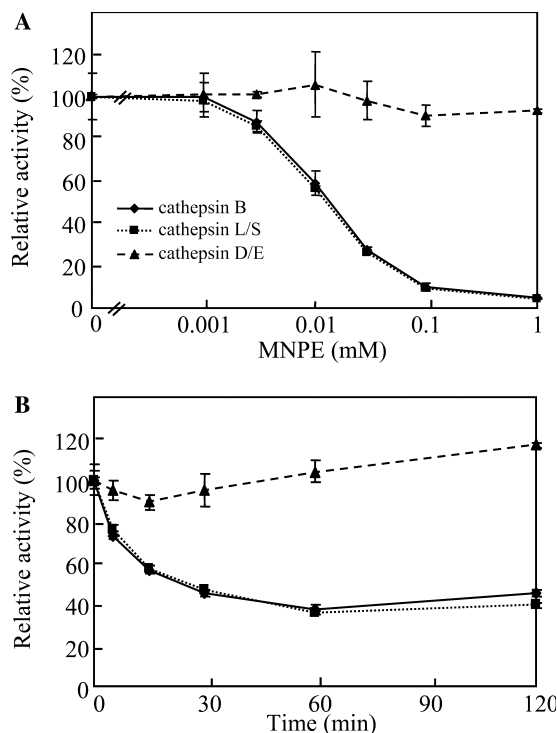 A
120
100
80
60
40
20
0
Relative activity (%)
cathepsin B
cathepsin L/S
cathepsin D/E
0 0.001 0.01 0.1 1
MNPE (mM)
B
120
100
80
60
40
20
0
Relative activity (%)
0 30 60 90 120
Time (min)